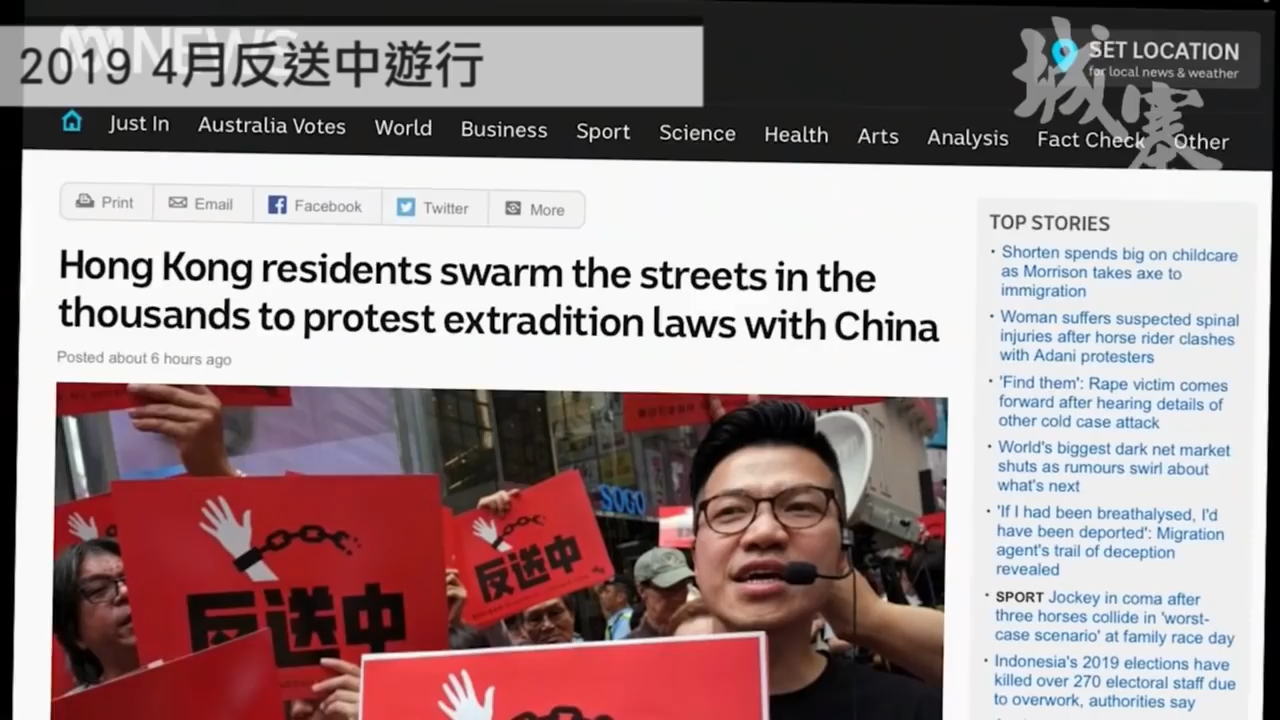 NEWS
2019 4月反送中遊行
城寨
SET LOCATION
for local news & weather
Just In
Australia Votes
World
Business
Sport
Science
Health
Arts
Analysis
Fact Check
Other
Print
Email
Facebook
Twitter
More
Hong Kong residents swarm the streets in the
thousands to protest extradition laws with China
Posted about 6 hours ago
SOGO
反送中
反送中
TOP STORIES
Shorten spends big on childcare
as Morrison takes axe to
immigration
Woman suffers suspected spinal
injuries after horse rider clashes
with Adani protesters
'Find them': Rape victim comes
forward after hearing details of
other cold case attack
World's biggest dark net market
shuts as rumours swirl about
what's next
'If I had been breathalysed, I'd
have been deported': Migration
agent's trail of deception
revealed
SPORT Jockey in coma after
three horses collide in 'worst-
case scenario' at family race day
Indonesia's 2019 elections have
killed over 270 electoral staff due
to overwork, authorities say